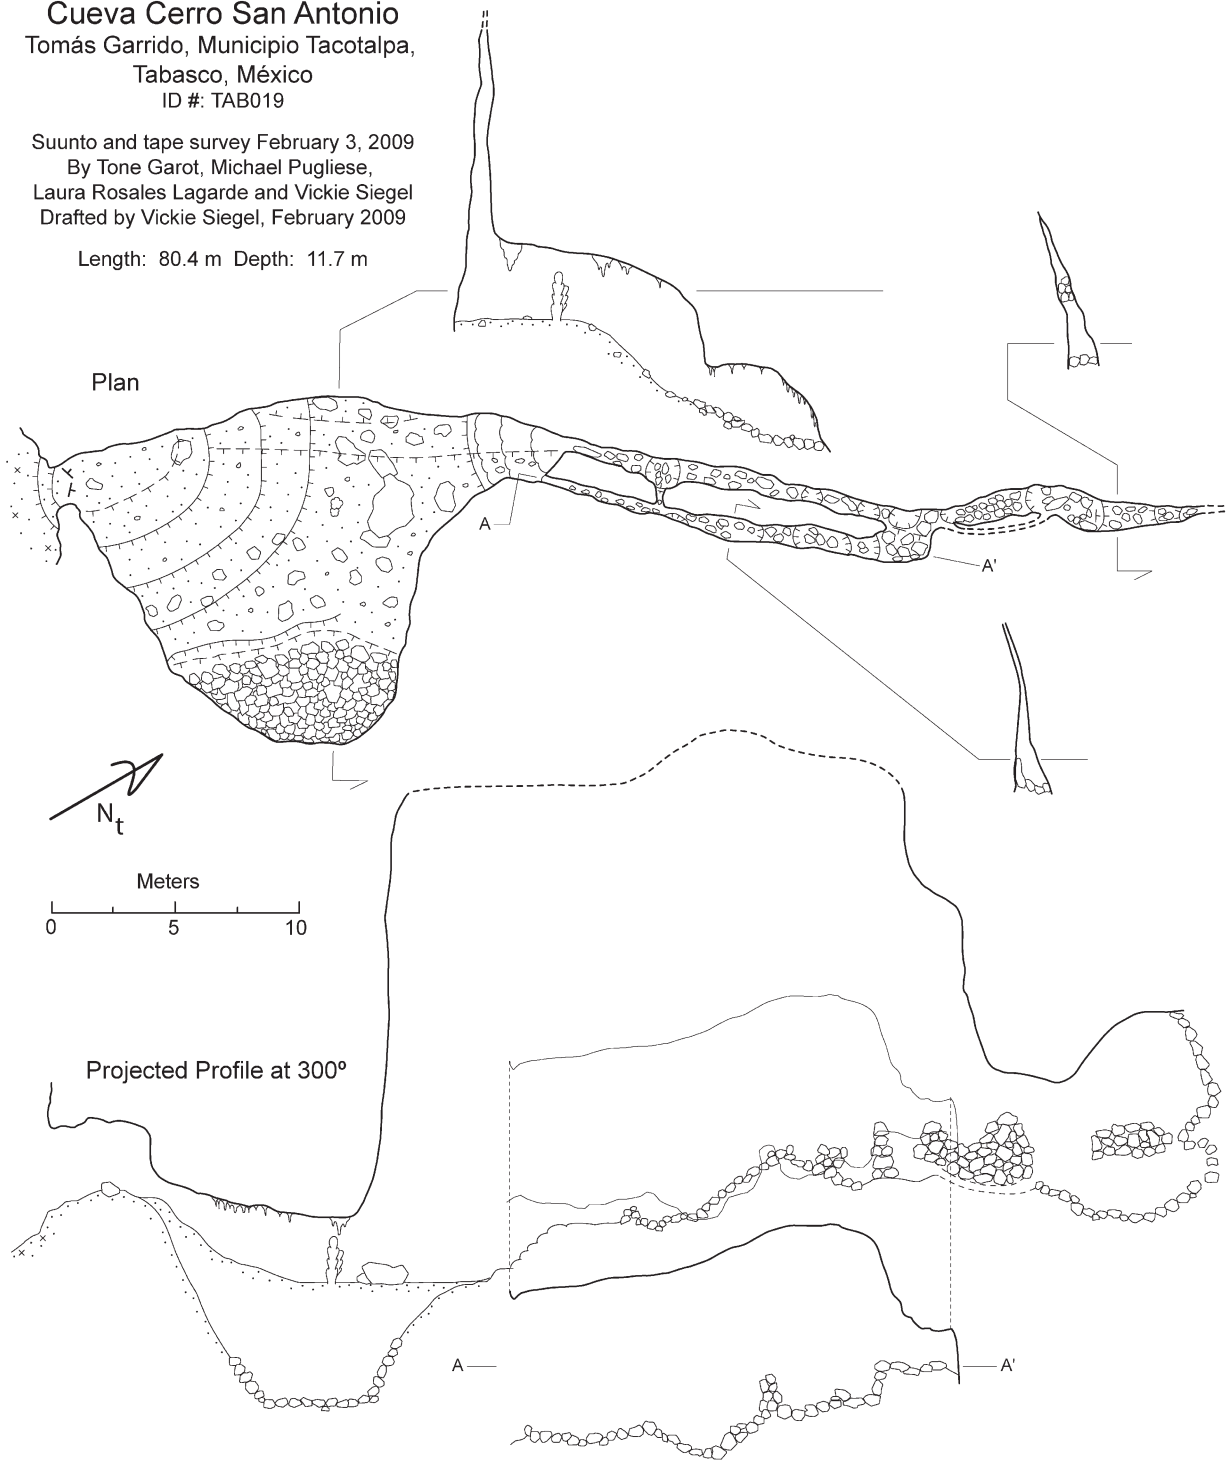 Cueva Cerro San Antonio
Tomás Garrido, Municipio Tacotalpa,
Tabasco, México
ID #: TAB019
Suunto and tape survey February 3, 2009
By Tone Garot, Michael Pugliese,
Laura Rosales Lagarde and Vickie Siegel
Drafted by Vickie Siegel, February 2009
Length: 80.4 m Depth: 11.7 m
Plan
A
A'
Nt
Meters
0 5 10
Projected Profile at 300º
A
A'